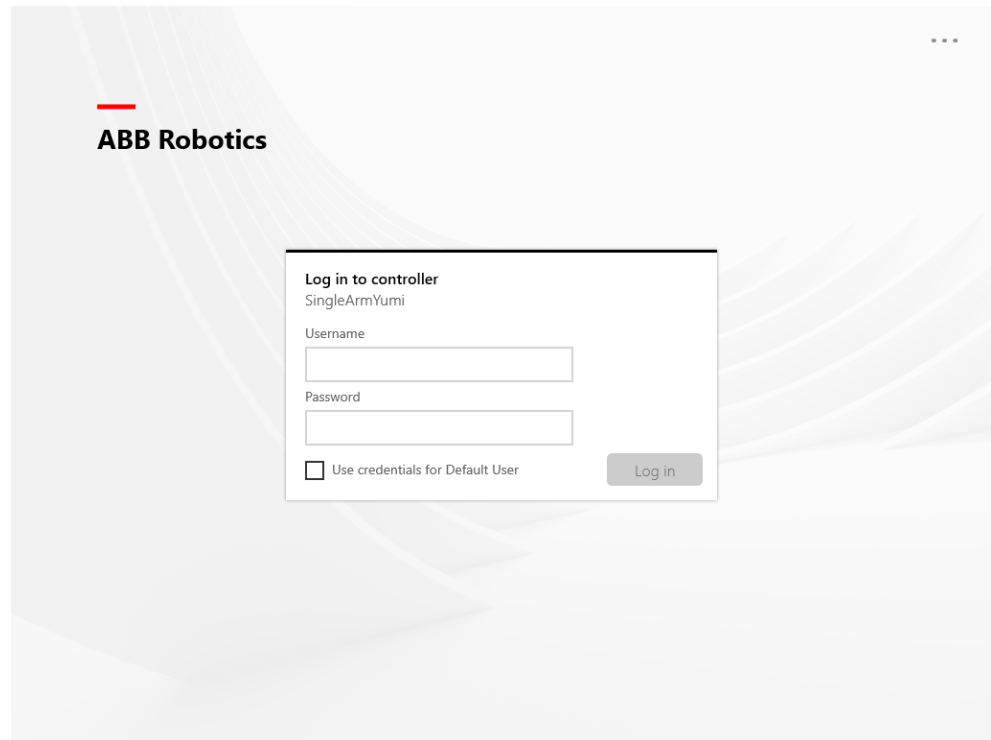 ABB Robotics
Log in to controller
SingleArmYumi
Username
Password
Use credentials for Default User
Log in